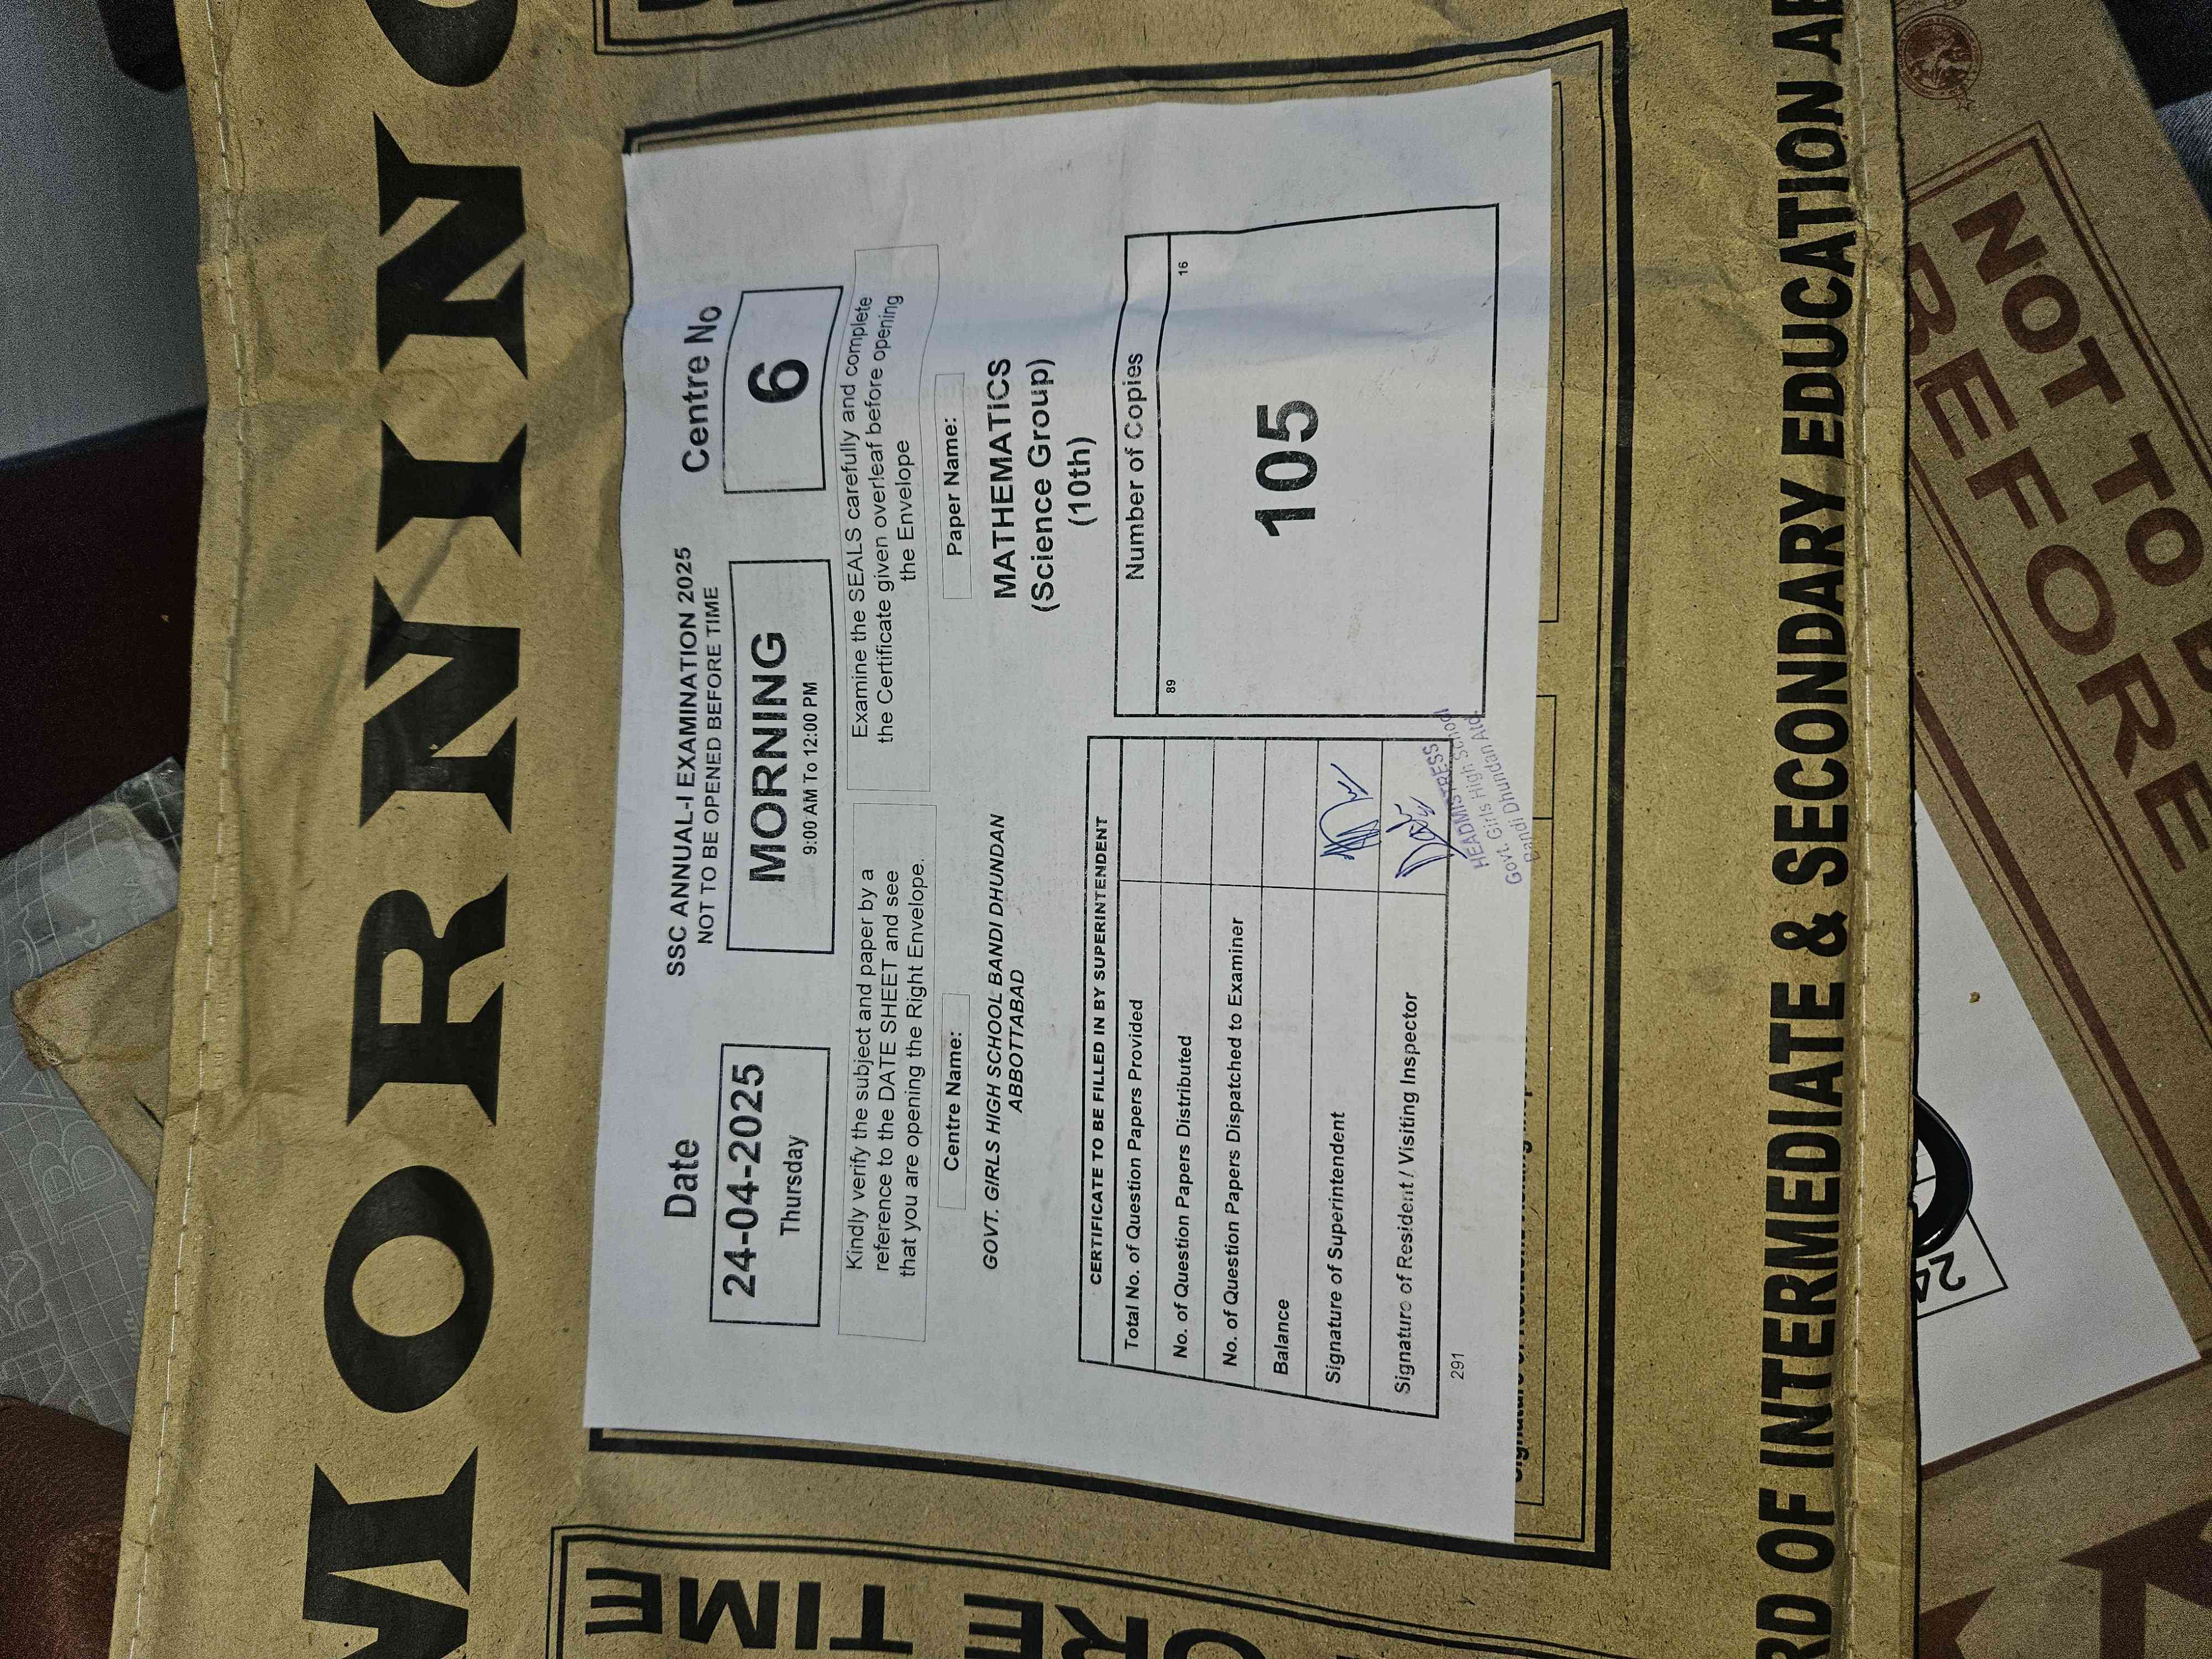 MORNING
SSC ANNUAL-I EXAMINATION 2025
NOT TO BE OPENED BEFORE TIME
Date
Centre No
24-04-2025
Thursday
MORNING
9:00 AM To 12:00 PM
6
Kindly verify the subject and paper by a
reference to the DATE SHEET and see
that you are opening the Right Envelope.
Examine the SEALS carefully and complete
the Certificate given overleaf before opening
the Envelope
Centre Name:
Paper Name:
GOVT. GIRLS HIGH SCHOOL BANDI DHUNDAN
ABBOTTABAD
MATHEMATICS
(Science Group)
(10th)
CERTIFICATE TO BE FILLED IN BY SUPERINTENDENT
Total No. of Question Papers Provided
No. of Question Papers Distributed
No. of Question Papers Dispatched to Examiner
Balance
Signature of Superintendent
Signature of Resident / Visiting Inspector
291
Number of Copies
89
16
105
HEADMISTRESS
Govt. Girls High School
Bandi Dhundan Atd.
RD OF INTERMEDIATE & SECONDARY EDUCATION
TIME
NOT TO
BEFORE
24